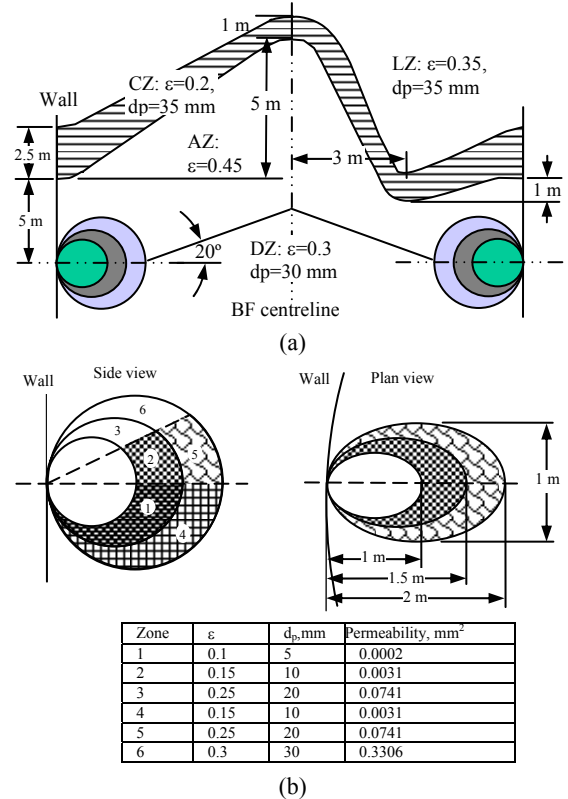 1 m
LZ: ε=0.35,
dp=35 mm
CZ: ε=0.2,
dp=35 mm
Wall
5 m
2.5 m
AZ:
ε=0.45
3 m
1 m
5 m
20º
DZ: ε=0.3
dp=30 mm
BF centreline
(a)
Wall
Side view
Wall
Plan view
6
3
2
5
1
4
1 m
1 m
1.5 m
2 m
Zone ε dp,mm Permeability, mm²
1 0.1 5 0.0002
2 0.15 10 0.0031
3 0.25 20 0.0741
4 0.15 10 0.0031
5 0.25 20 0.0741
6 0.3 30 0.3306
(b)